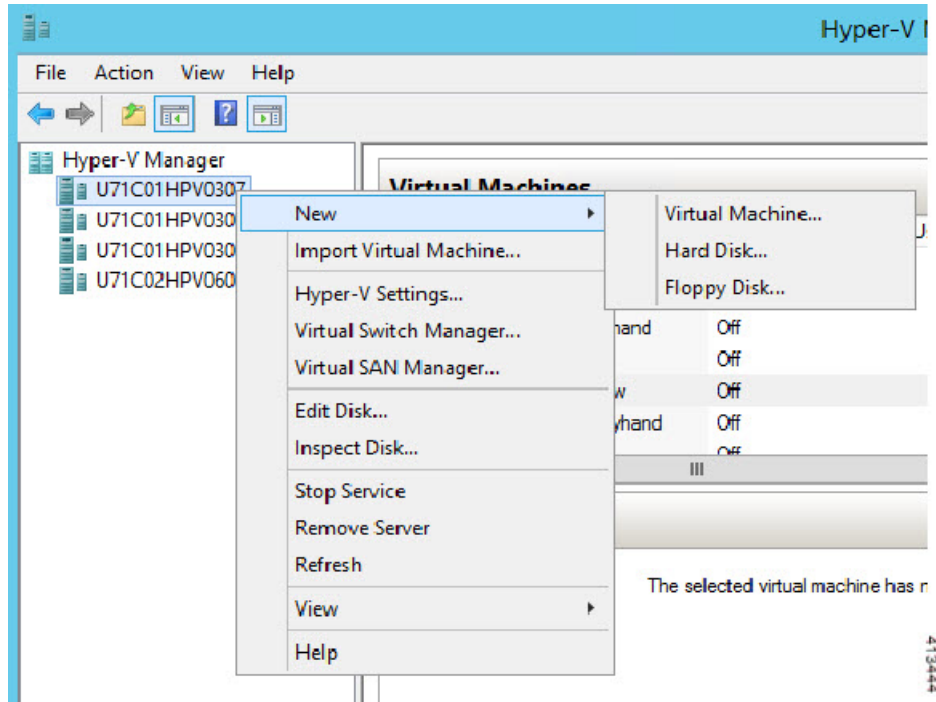 Hyper-V
File Action View Help
Hyper-V Manager
U71C01HPV0307
U71C01HPV030
U71C01HPV030
U71C02HPV060
Virtual Machines
New
Import Virtual Machine...
Hyper-V Settings...
Virtual Switch Manager...
Virtual SAN Manager...
Edit Disk...
Inspect Disk...
Stop Service
Remove Server
Refresh
View
Help
Virtual Machine...
Hard Disk...
Floppy Disk...
hand Off
Off
w Off
yhand Off
Off
The selected virtual machine has
413444